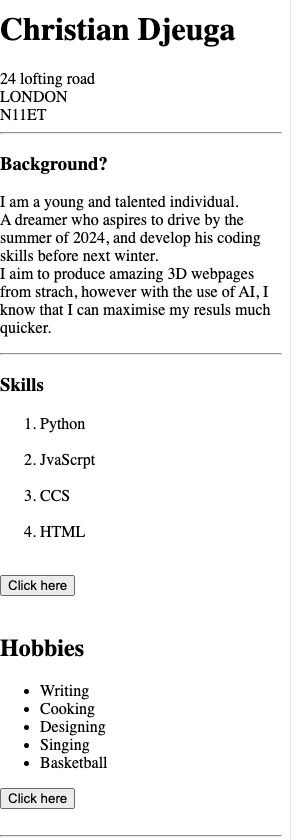 Christian Djeuga
24 lofting road
LONDON
N11ET
Background?
I am a young and talented individual.
A dreamer who aspires to drive by the
summer of 2024, and develop his coding
skills before next winter.
I aim to produce amazing 3D webpages
from strach, however with the use of AI, I
know that I can maximise my resuls much
quicker.
Skills
1. Python
2. JvaScrpt
3. CCS
4. HTML
Click here
Hobbies
• Writing
• Cooking
• Designing
• Singing
• Basketball
Click here